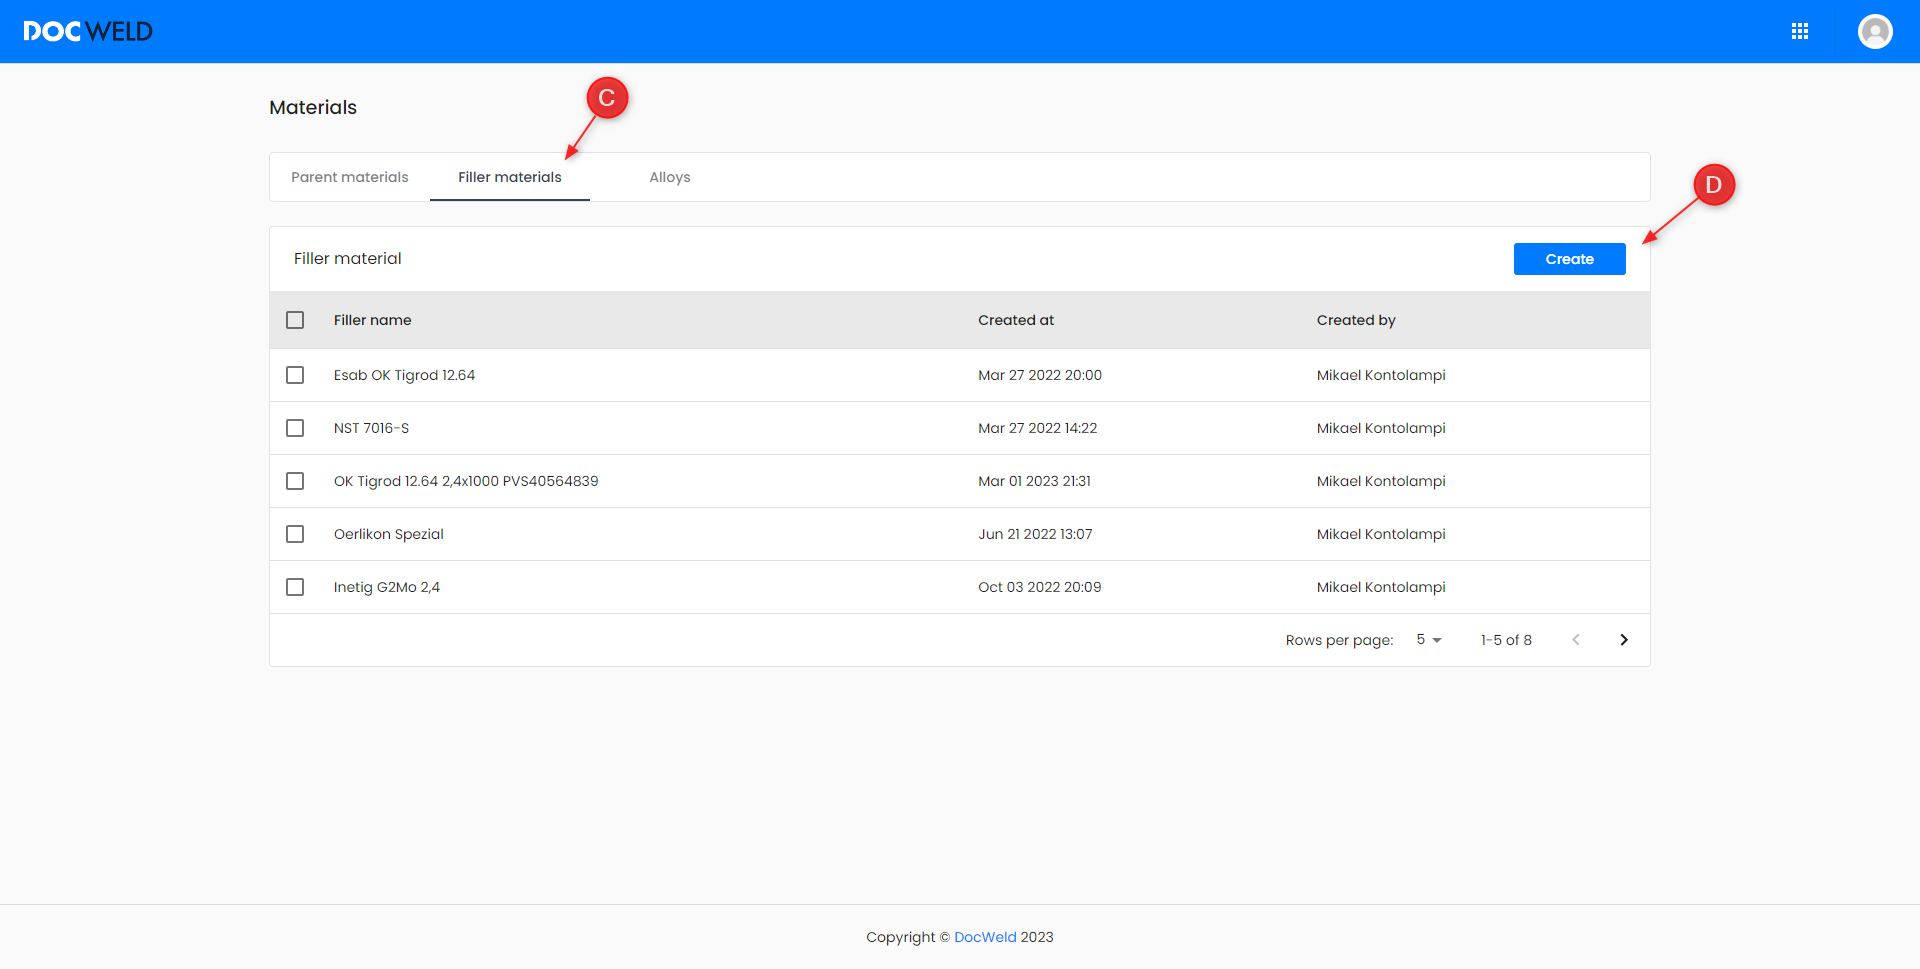 DOCWELD
Materials
C
Parent materials Filler materials Alloys
D
Filler material Create
Filler name Created at Created by
Esab OK Tigrod 12.64 Mar 27 2022 20:00 Mikael Kontolampi
NST 7016-S Mar 27 2022 14:22 Mikael Kontolampi
OK Tigrod 12.64 2,4x1000 PVS40564839 Mar 01 2023 21:31 Mikael Kontolampi
Oerlikon Spezial Jun 21 2022 13:07 Mikael Kontolampi
Inetig G2Mo 2,4 Oct 03 2022 20:09 Mikael Kontolampi
Rows per page: 5 1-5 of 8
Copyright © DocWeld 2023